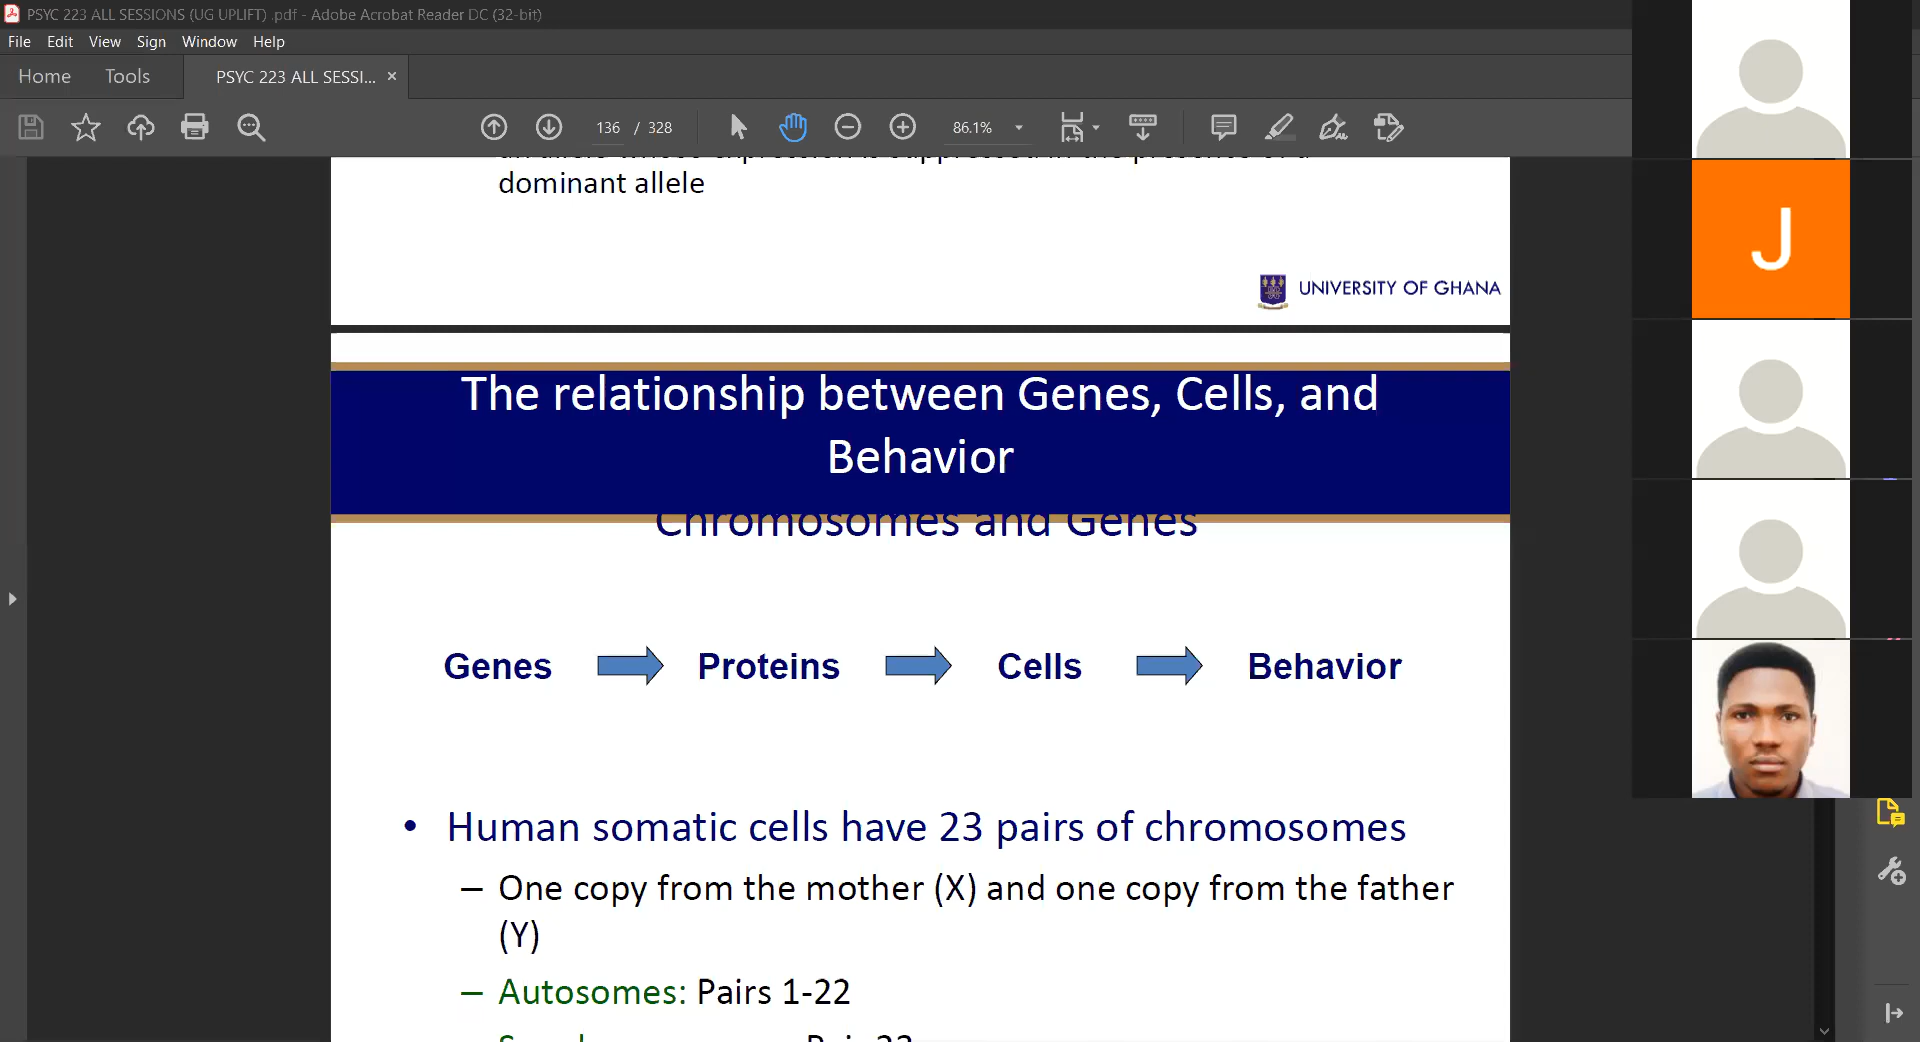 PSYC 223 ALL SESSIONS (UG UPLIFT) .pdf - Adobe Acrobat Reader DC (32-bit)
File Edit View Sign Window Help
Home Tools PSYC 223 ALL SESSI... ×
136 / 328 86.1%
dominant allele
UNIVERSITY OF GHANA
The relationship between Genes, Cells, and
Behavior
Chromosomes and Genes
Genes Proteins Cells Behavior
• Human somatic cells have 23 pairs of chromosomes
– One copy from the mother (X) and one copy from the father
(Y)
– Autosomes: Pairs 1-22
J